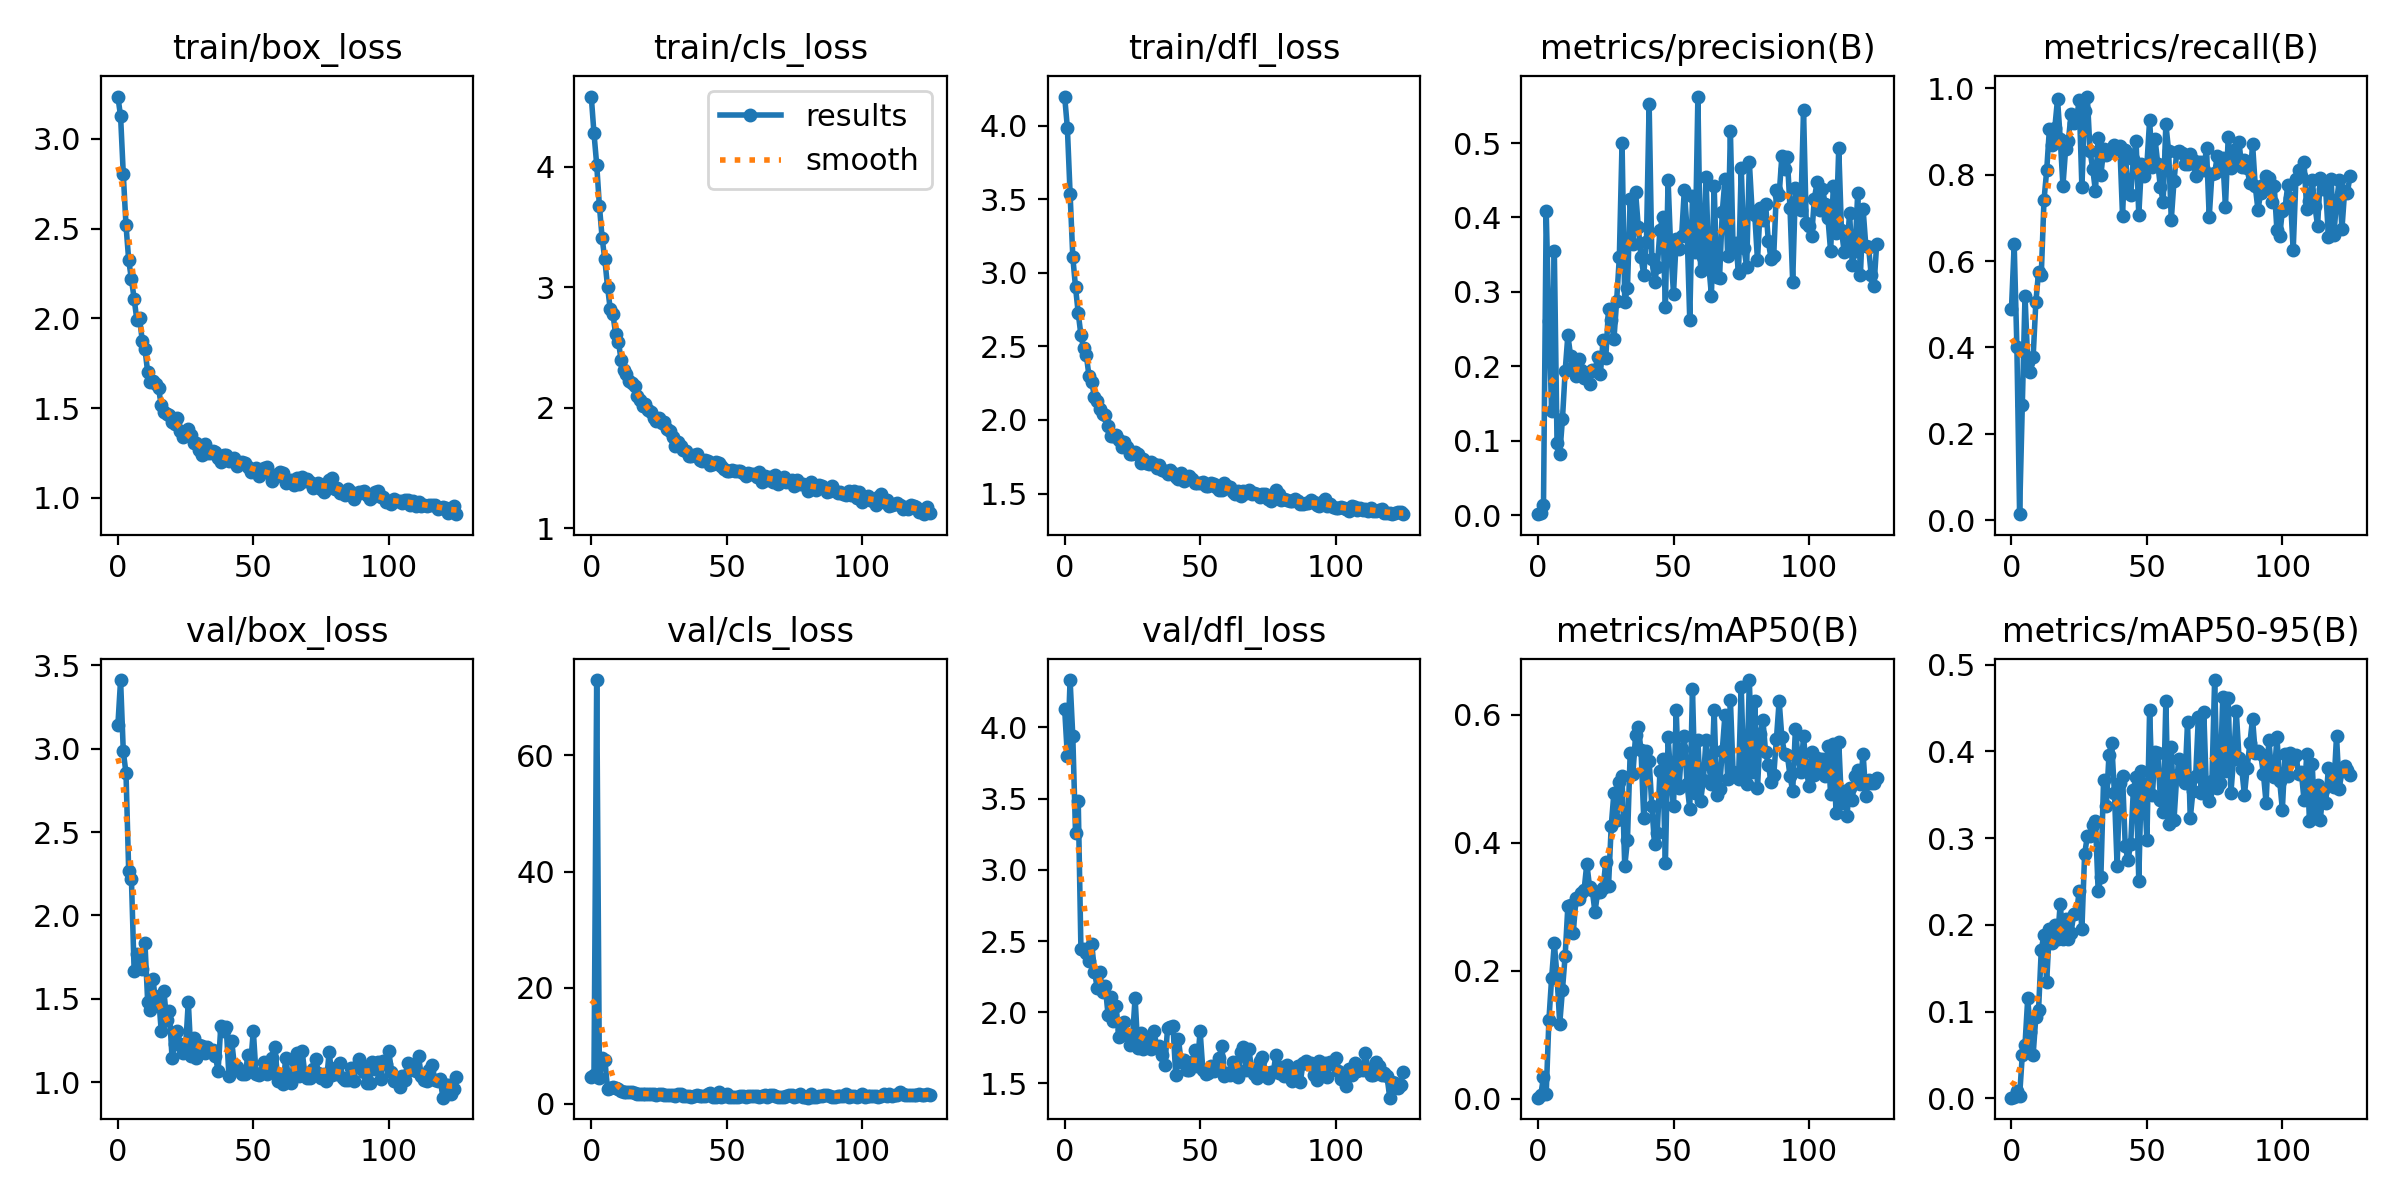 train/box_loss
3.0
2.5
2.0
1.5
1.0
0 50 100
train/cls_loss
results
smooth
4
3
2
1
0 50 100
train/dfl_loss
4.0
3.5
3.0
2.5
2.0
1.5
0 50 100
metrics/precision(B)
0.5
0.4
0.3
0.2
0.1
0.0
0 50 100
metrics/recall(B)
1.0
0.8
0.6
0.4
0.2
0.0
0 50 100
val/box_loss
3.5
3.0
2.5
2.0
1.5
1.0
0 50 100
val/cls_loss
60
40
20
0
0 50 100
val/dfl_loss
4.0
3.5
3.0
2.5
2.0
1.5
0 50 100
metrics/mAP50(B)
0.6
0.4
0.2
0.0
0 50 100
metrics/mAP50-95(B)
0.5
0.4
0.3
0.2
0.1
0.0
0 50 100